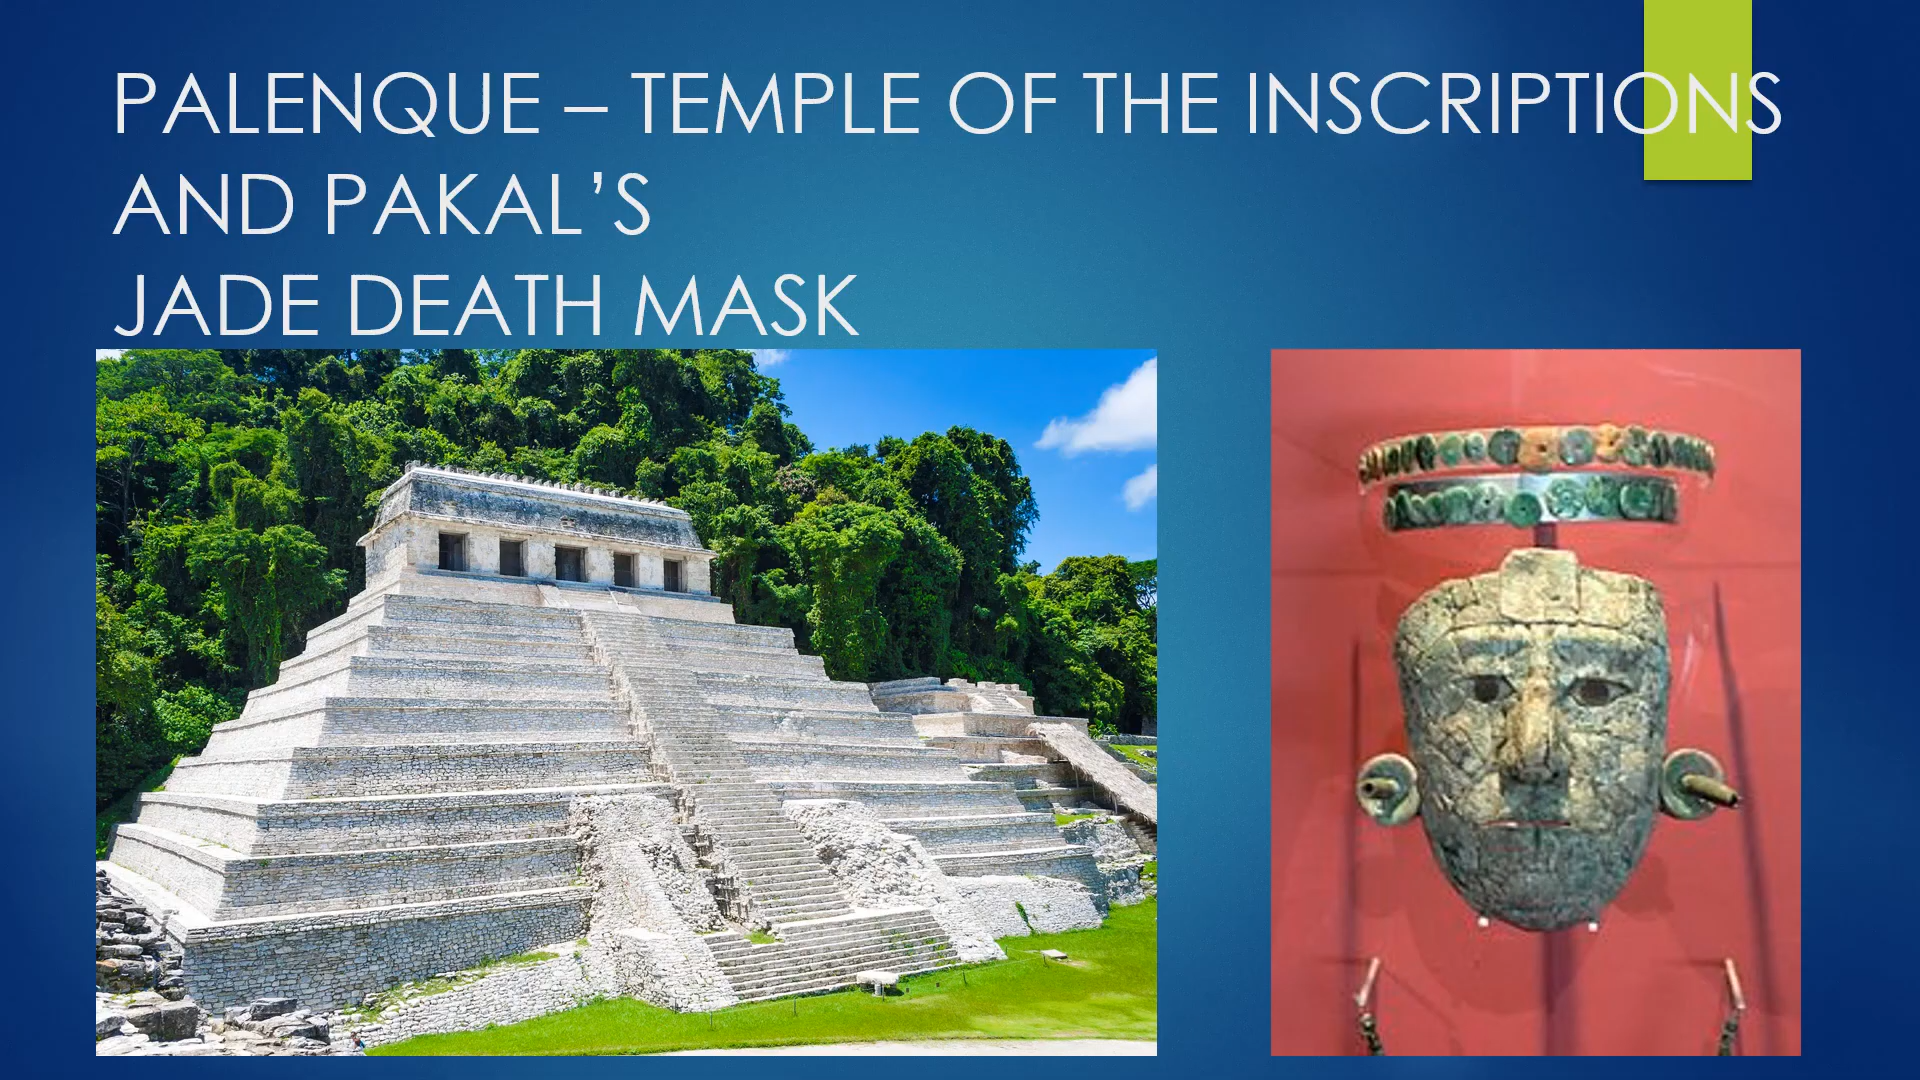 PALENQUE – TEMPLE OF THE INSCRIPTIONS
AND PAKAL’S
JADE DEATH MASK